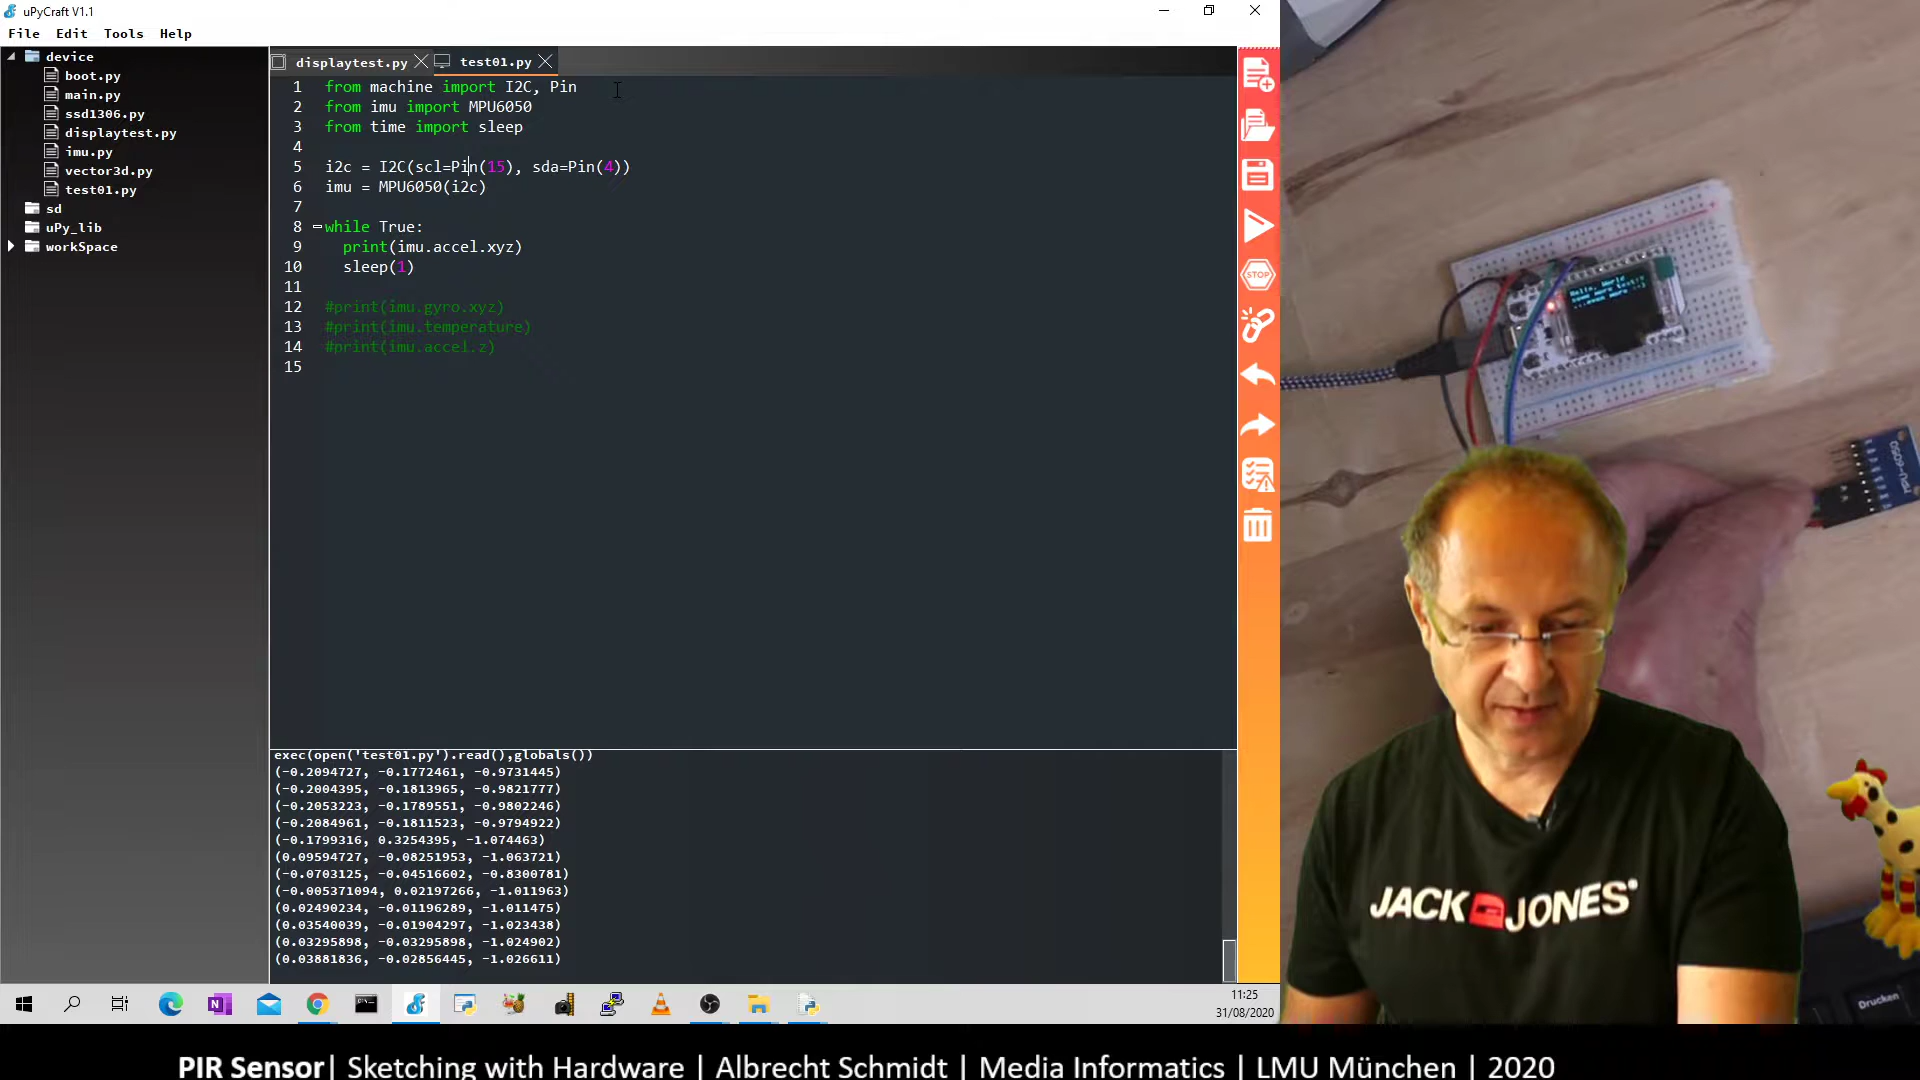 uPyCraft V1.1
File Edit Tools Help
device
boot.py
main.py
ssd1306.py
displaytest.py
imu.py
vector3d.py
test01.py
sd
uPy_lib
workSpace
displaytest.py
test01.py
1 from machine import I2C, Pin
2 from imu import MPU6050
3 from time import sleep
4
5 i2c = I2C(scl=Pin(15), sda=Pin(4))
6 imu = MPU6050(i2c)
7
8 while True:
9 print(imu.accel.xyz)
10 sleep(1)
11
12 #print(imu.gyro.xyz)
13 #print(imu.temperature)
14 #print(imu.accel.z)
15
exec(open('test01.py').read(),globals())
(-0.2094727, -0.1772461, -0.9731445)
(-0.2004395, -0.1813965, -0.9821777)
(-0.2053223, -0.1789551, -0.9802246)
(-0.2084961, -0.1811523, -0.9794922)
(-0.1799316, 0.3254395, -1.074463)
(0.09594727, -0.08251953, -1.063721)
(-0.0703125, -0.04516602, -0.8300781)
(-0.005371094, 0.02197266, -1.011963)
(0.02490234, -0.01196289, -1.011475)
(0.03540039, -0.01904297, -1.023438)
(0.03295898, -0.03295898, -1.024902)
(0.03881836, -0.02856445, -1.026611)
STOP
Hello, World
MPU-6050
JACK JONES
Drucken
11:25
31/08/2020
PIR Sensor| Sketching with Hardware | Albrecht Schmidt | Media Informatics | LMU München | 2020